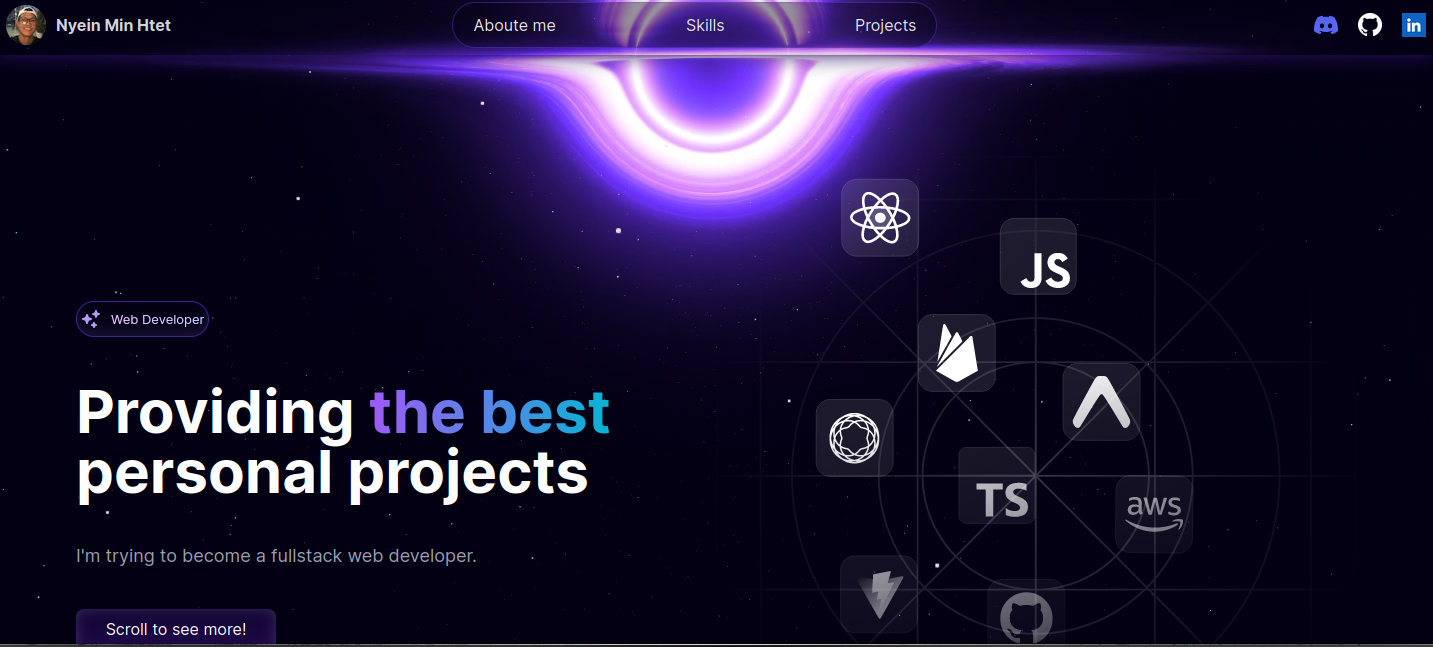 Nyein Min Htet
Aboute me
Skills
Projects
JS
Web Developer
Providing the best
personal projects
TS
aws
I'm trying to become a fullstack web developer.
Scroll to see more!